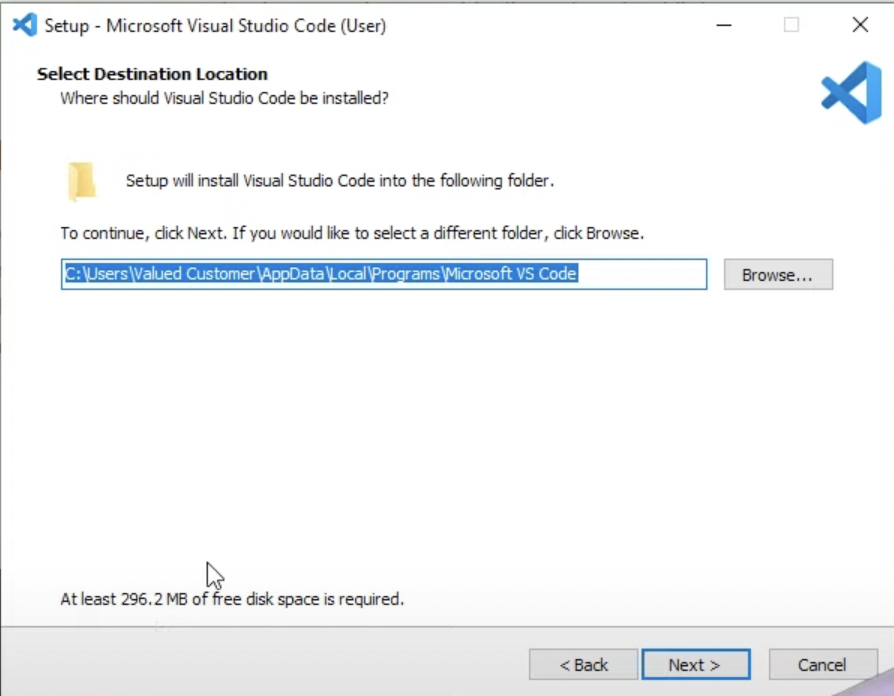 Setup - Microsoft Visual Studio Code (User)
Select Destination Location
Where should Visual Studio Code be installed?
Setup will install Visual Studio Code into the following folder.
To continue, click Next. If you would like to select a different folder, click Browse.
C:\Users\Valued Customer\AppData\Local\Programs\Microsoft VS Code
Browse...
At least 296.2 MB of free disk space is required.
< Back
Next >
Cancel